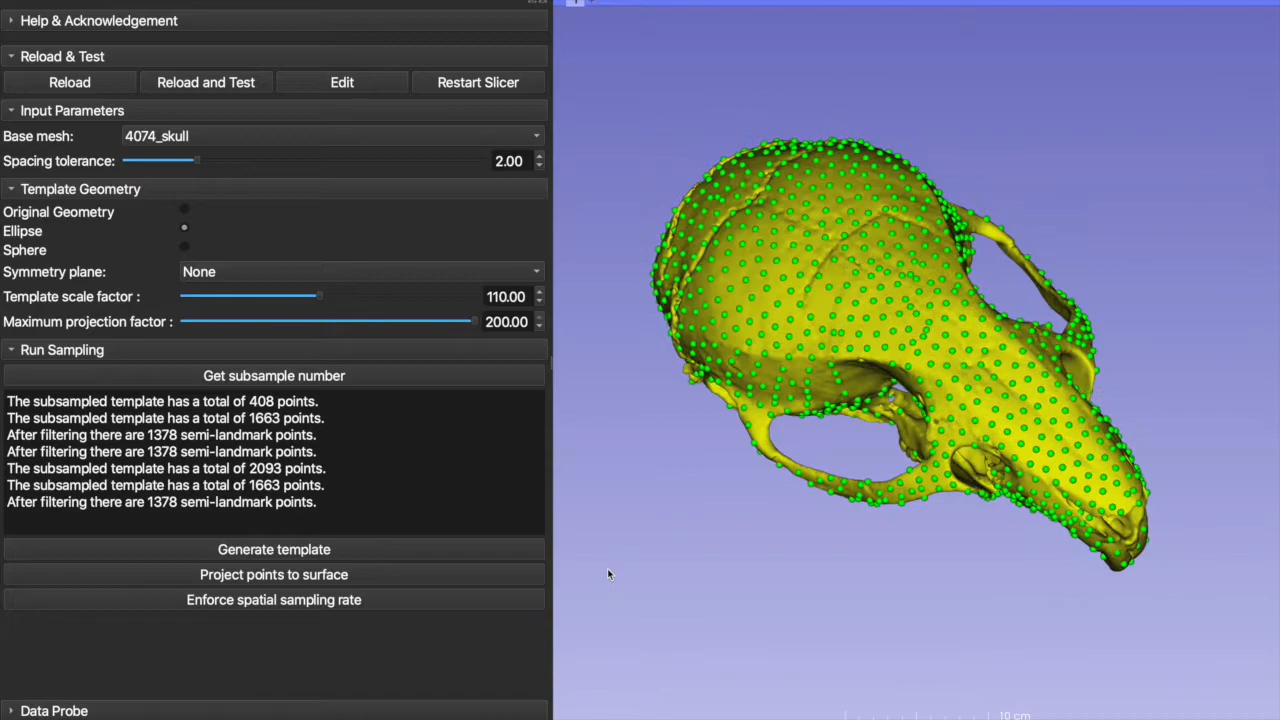 Help & Acknowledgement
Reload & Test
Reload Reload and Test Edit Restart Slicer
Input Parameters
Base mesh: 4074_skull
Spacing tolerance: 2.00
Template Geometry
Original Geometry
Ellipse
Sphere
Symmetry plane: None
Template scale factor : 110.00
Maximum projection factor : 200.00
Run Sampling
Get subsample number
The subsampled template has a total of 408 points.
The subsampled template has a total of 1663 points.
After filtering there are 1378 semi-landmark points.
After filtering there are 1378 semi-landmark points.
The subsampled template has a total of 2093 points.
The subsampled template has a total of 1663 points.
After filtering there are 1378 semi-landmark points.
Generate template
Project points to surface
Enforce spatial sampling rate
Data Probe
10 cm